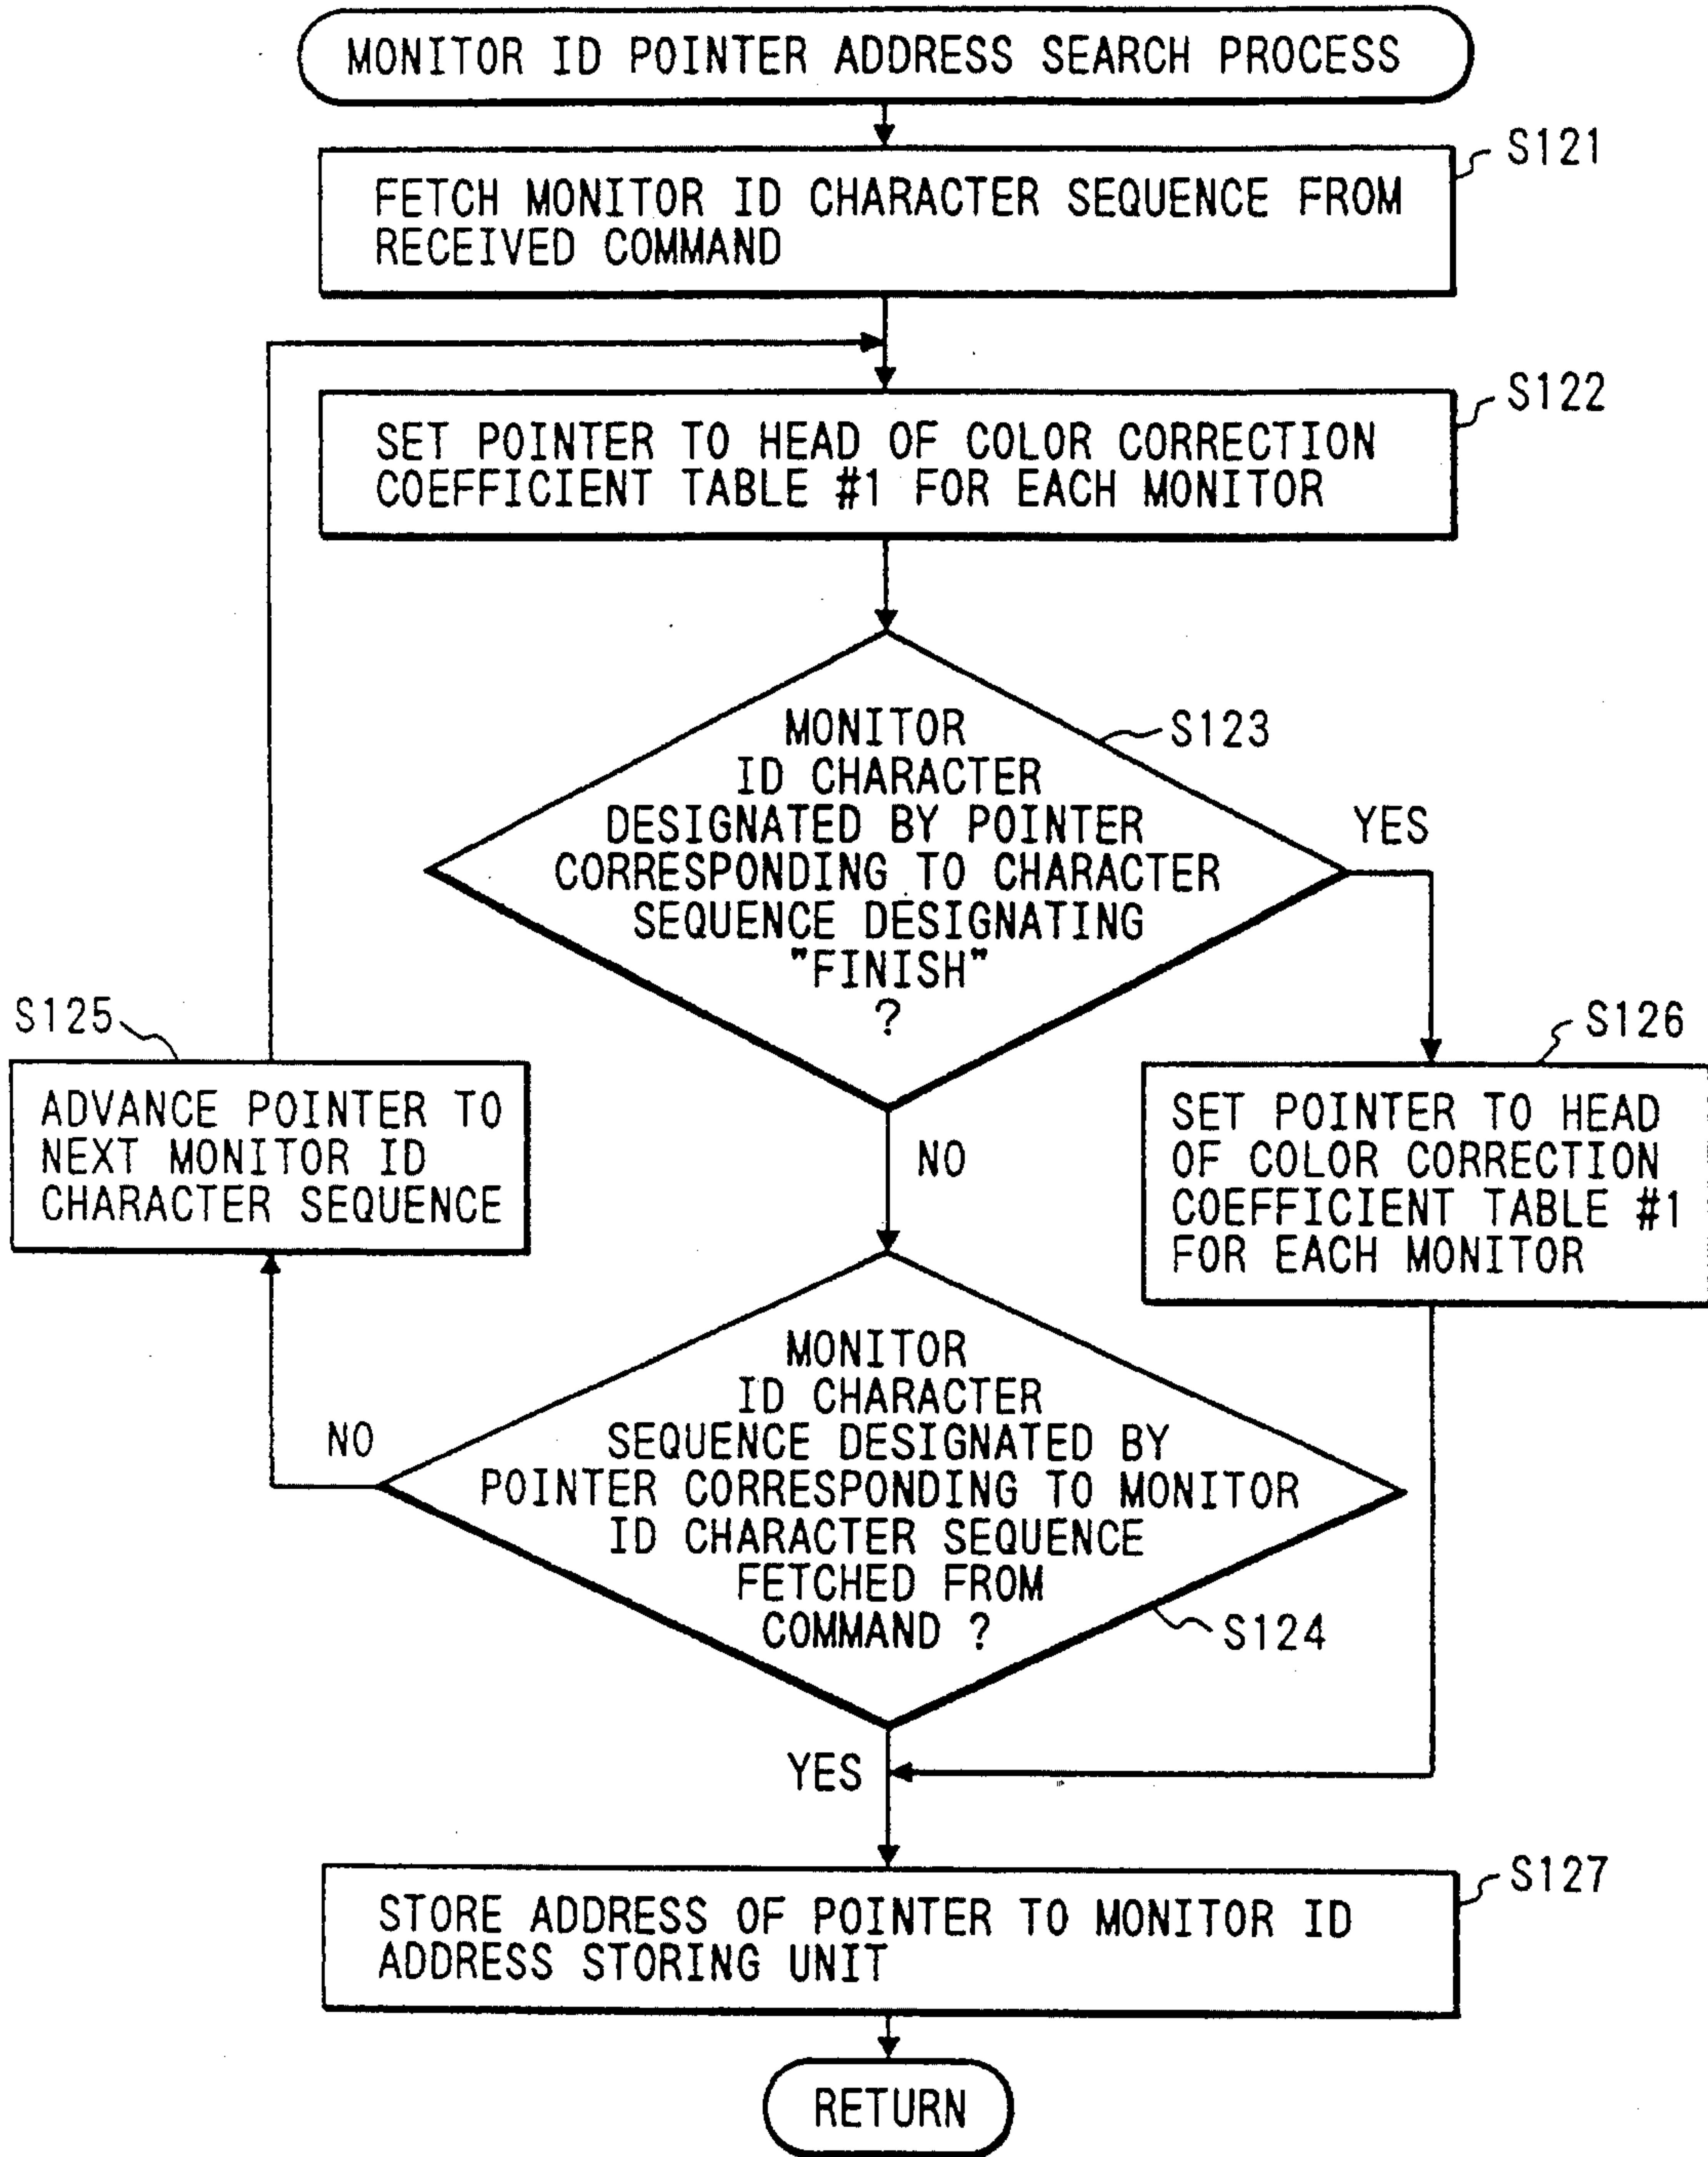 MONITOR ID POINTER ADDRESS SEARCH PROCESS
S121
FETCH MONITOR ID CHARACTER SEQUENCE FROM
RECEIVED COMMAND
S122
SET POINTER TO HEAD OF COLOR CORRECTION
COEFFICIENT TABLE #1 FOR EACH MONITOR
S123
MONITOR
ID CHARACTER
DESIGNATED BY POINTER
CORRESPONDING TO CHARACTER
SEQUENCE DESIGNATING
"FINISH"
?
YES
NO
S125
ADVANCE POINTER TO
NEXT MONITOR ID
CHARACTER SEQUENCE
S126
SET POINTER TO HEAD
OF COLOR CORRECTION
COEFFICIENT TABLE #1
FOR EACH MONITOR
MONITOR
ID CHARACTER
SEQUENCE DESIGNATED BY
POINTER CORRESPONDING TO MONITOR
ID CHARACTER SEQUENCE
FETCHED FROM
COMMAND ?
NO
S124
YES
S127
STORE ADDRESS OF POINTER TO MONITOR ID
ADDRESS STORING UNIT
RETURN